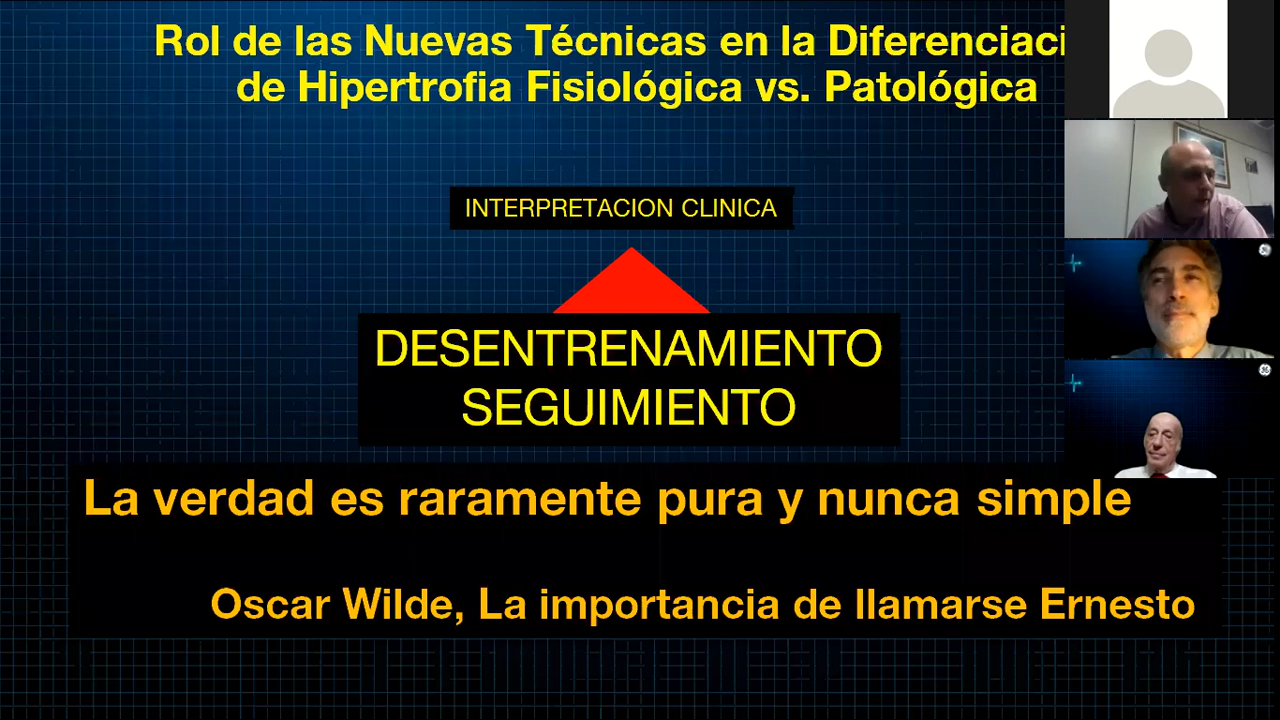 Rol de las Nuevas Técnicas en la Diferenciaci
de Hipertrofia Fisiológica vs. Patológica
INTERPRETACION CLINICA
DESENTRENAMIENTO
SEGUIMIENTO
La verdad es raramente pura y nunca simple
Oscar Wilde, La importancia de llamarse Ernesto